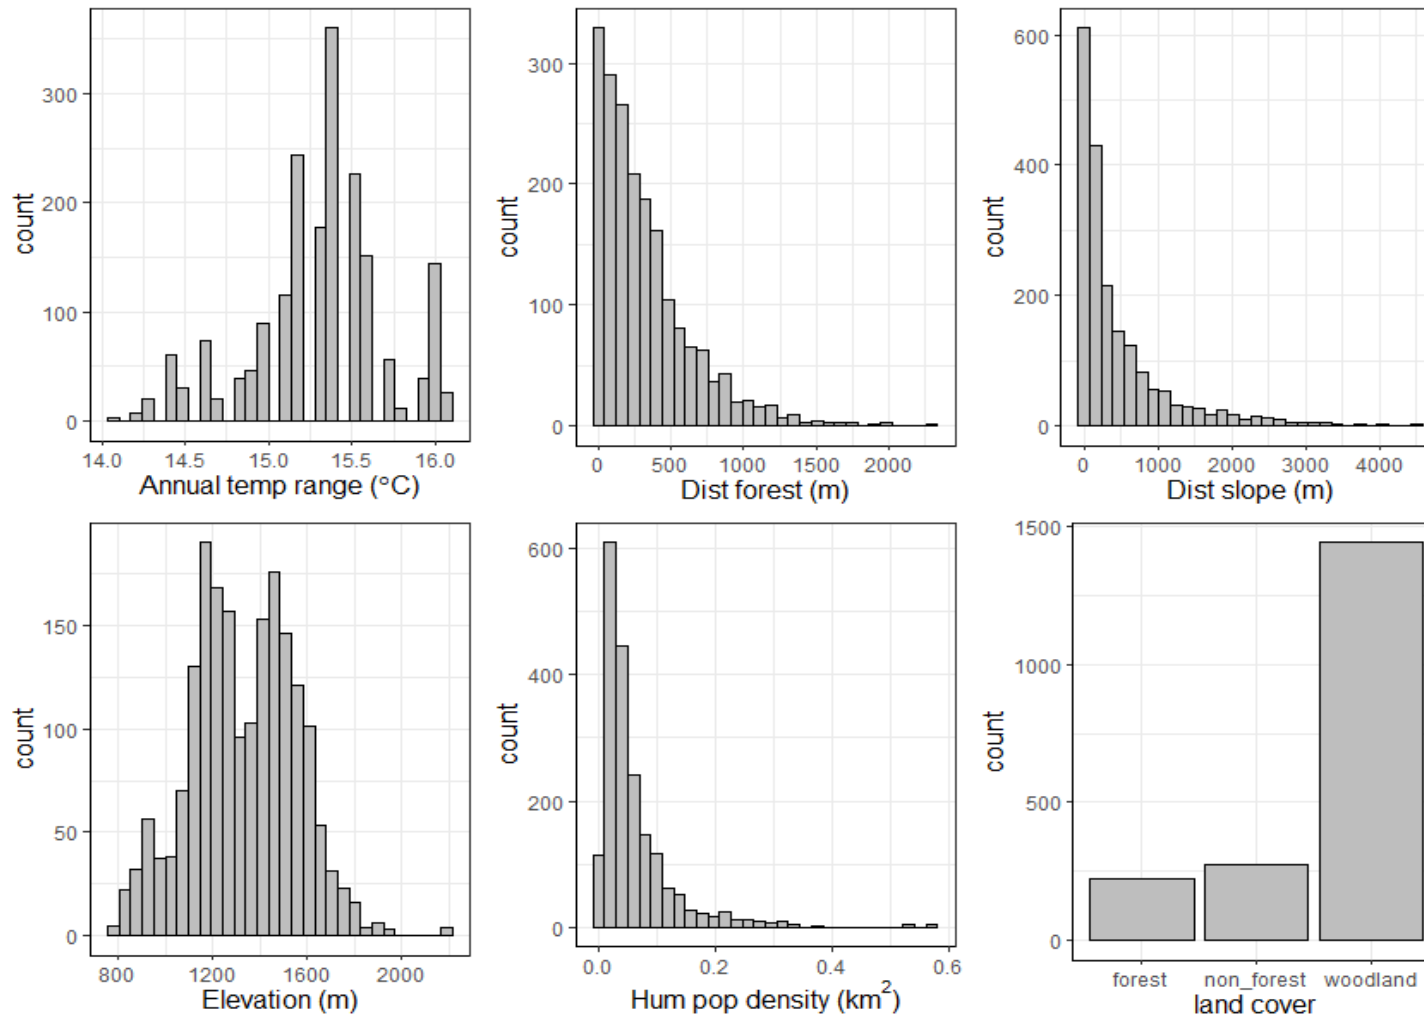 count
300
200
100
0
14.0 14.5 15.0 15.5 16.0
Annual temp range (°C)
count
300
200
100
0
0 500 1000 1500 2000
Dist forest (m)
count
600
400
200
0
0 1000 2000 3000 4000
Dist slope (m)
count
150
100
50
0
800 1200 1600 2000
Elevation (m)
count
600
400
200
0
0.0 0.2 0.4 0.6
Hum pop density (km²)
count
1500
1000
500
0
forest non_forest woodland
land cover